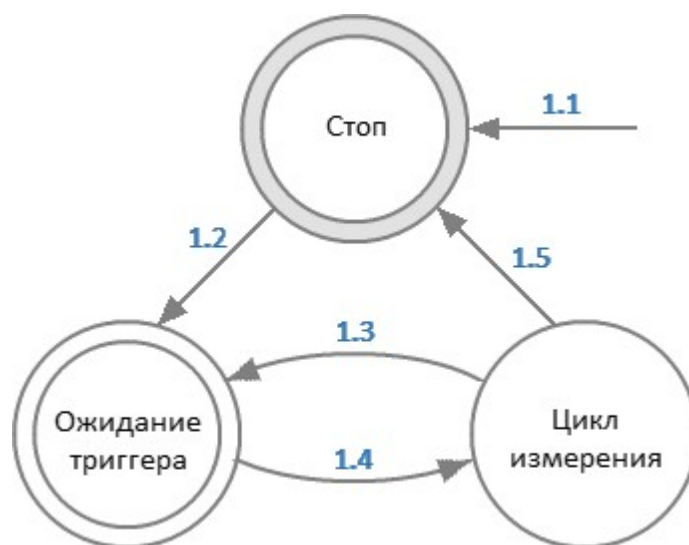 1.1
Стоп
1.2
1.5
1.3
Ожидание
триггера
Цикл
измерения
1.4